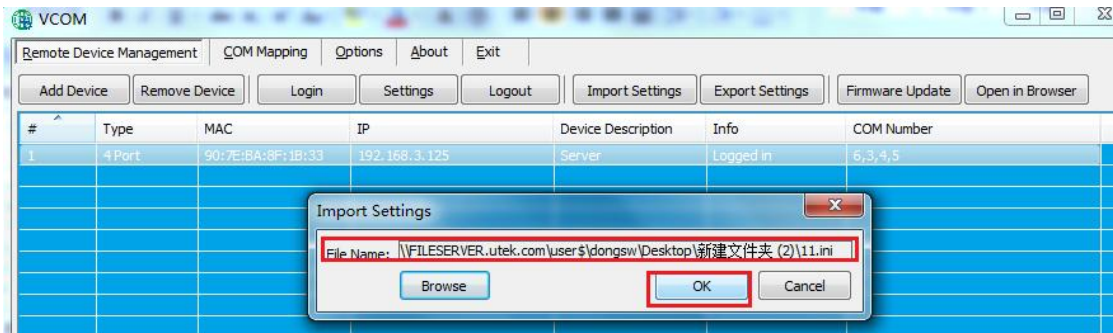 VCOM
Remote Device Management COM Mapping Options About Exit
Add Device Remove Device Login Settings Logout Import Settings Export Settings Firmware Update Open in Browser
# Type MAC IP Device Description Info COM Number
1 4 Port 90:7E:BA:8F:1B:33 192.168.3.125 Server Logged in 6,3,4,5
Import Settings
File Name: \\FILESERVER.utek.com\user$\dongsw\Desktop\新建文件夹 (2)\11.ini
Browse OK Cancel